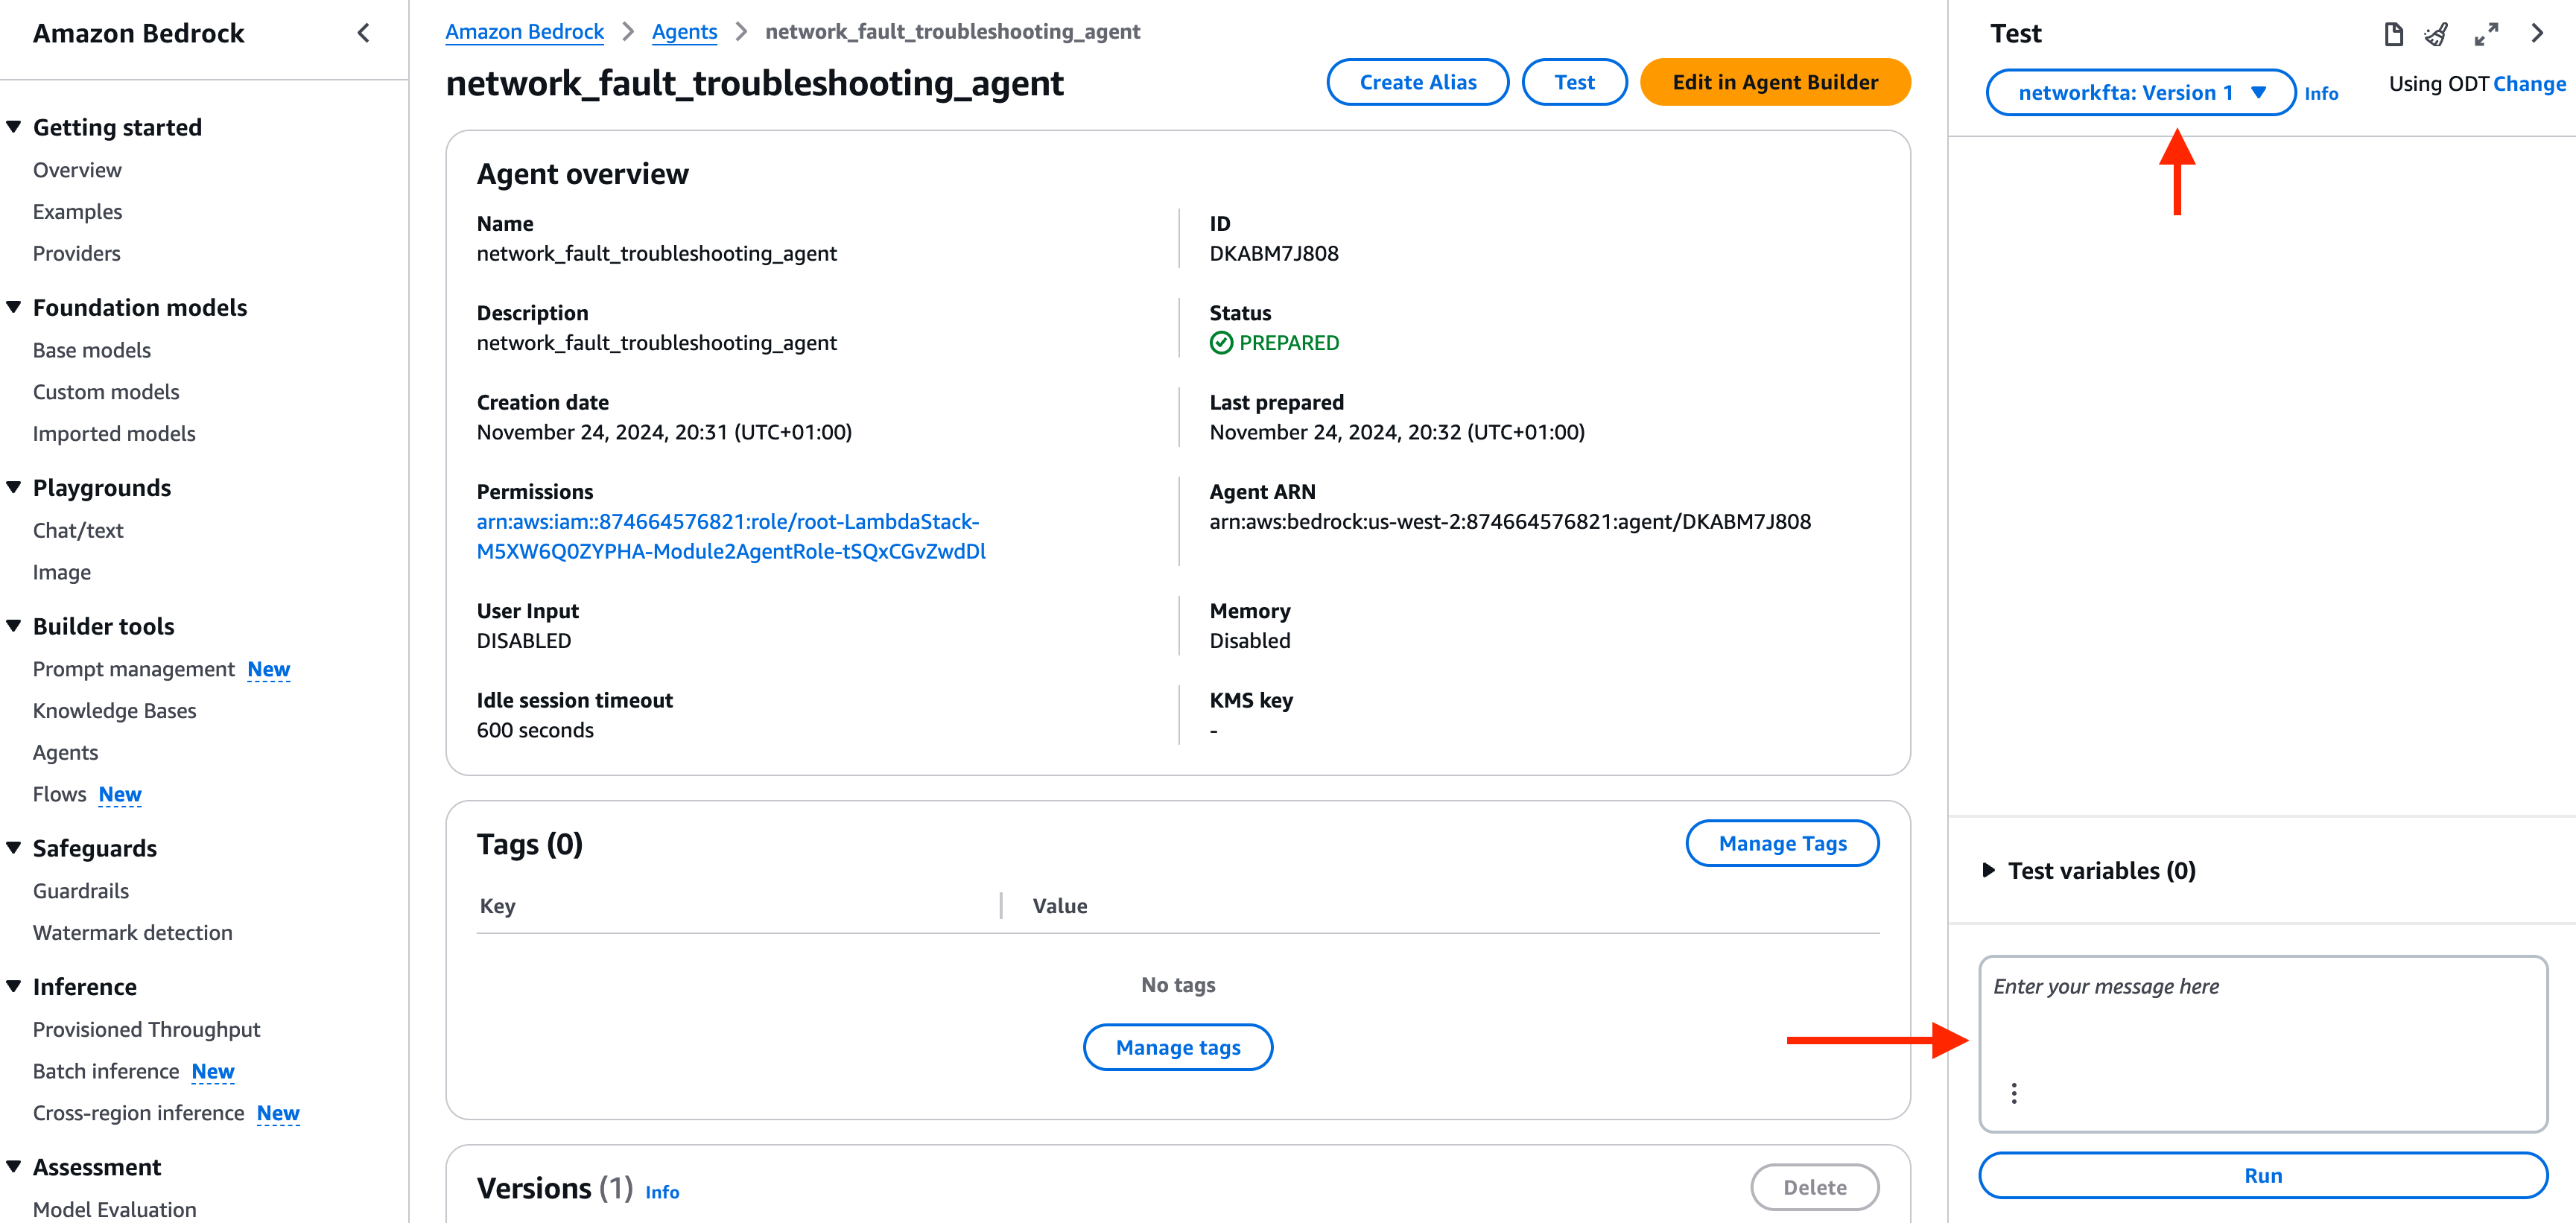 Amazon Bedrock
Getting started
Overview
Examples
Providers
Foundation models
Base models
Custom models
Imported models
Playgrounds
Chat/text
Image
Builder tools
Prompt management New
Knowledge Bases
Agents
Flows New
Safeguards
Guardrails
Watermark detection
Inference
Provisioned Throughput
Batch inference New
Cross-region inference New
Assessment
Model Evaluation
Amazon Bedrock > Agents > network_fault_troubleshooting_agent
network_fault_troubleshooting_agent
Create Alias
Test
Edit in Agent Builder
Agent overview
Name
network_fault_troubleshooting_agent
ID
DKABM7J808
Description
network_fault_troubleshooting_agent
Status
PREPARED
Creation date
November 24, 2024, 20:31 (UTC+01:00)
Last prepared
November 24, 2024, 20:32 (UTC+01:00)
Permissions
arn:aws:iam::874664576821:role/root-LambdaStack-
M5XW6Q0ZYPHA-Module2AgentRole-tSQxCGvZwdDl
Agent ARN
arn:aws:bedrock:us-west-2:874664576821:agent/DKABM7J808
User Input
DISABLED
Memory
Disabled
Idle session timeout
600 seconds
KMS key
-
Tags (0)
Manage Tags
Key
Value
No tags
Manage tags
Versions (1) Info
Delete
Test
networkfta: Version 1
Info
Using ODT Change
Test variables (0)
Enter your message here
Run